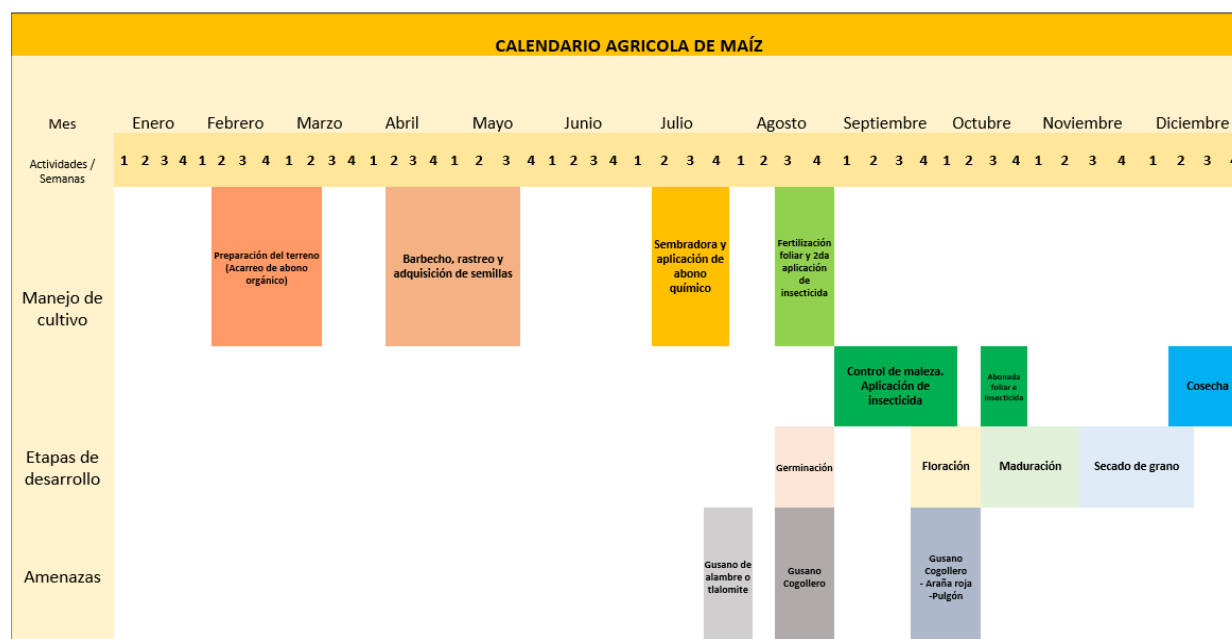 CALENDARIO AGRICOLA DE MAÍZ
Mes Enero Febrero Marzo Abril Mayo Junio Julio Agosto Septiembre Octubre Noviembre Diciembre
Actividades /
Semanas
1 2 3 4 1 2 3 4 1 2 3 4 1 2 3 4 1 2 3 4 1 2 3 4 1 2 3 4 1 2 3 4 1 2 3 4 1 2 3 4 1 2 3 4 1 2 3 4
Manejo de
cultivo
Preparación del terreno
(Acarreo de abono
orgánico)
Barbecho, rastreo y
adquisición de semillas
Sembradora y
aplicación de
abono
químico
Fertilización
foliar y 2da
aplicación
de
insecticida
Control de maleza.
Aplicación de
insecticida
Abonada
foliar e
insecticida
Cosecha
Etapas de
desarrollo
Germinación
Floración
Maduración
Secado de grano
Amenazas
Gusano de
alambre o
tlalomite
Gusano
Cogollero
Gusano
Cogollero
- Araña roja
-Pulgón